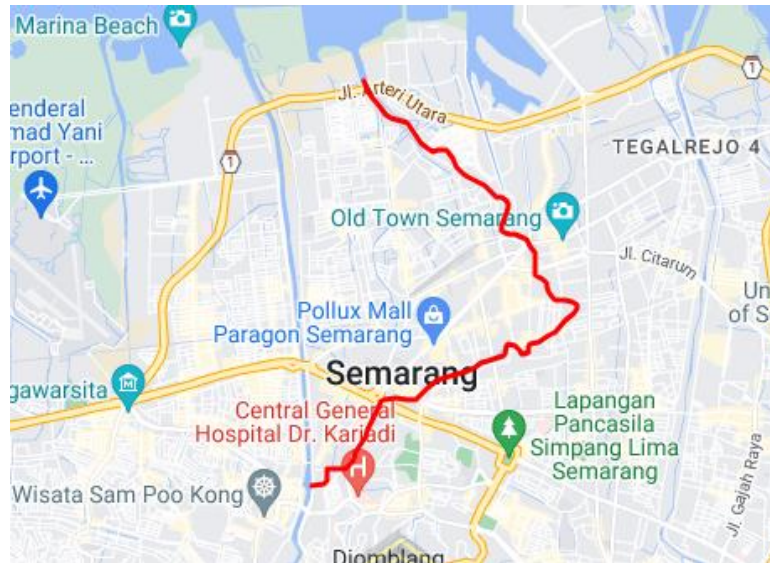 Marina Beach
enderal
mad Yani
rport - ...
1
Jl. Arteri Utara
1
TEGALREJO 4
Old Town Semarang
Jl. Citarum
Un
of S
Pollux Mall
Paragon Semarang
Semarang
gawarsita
Central General
Hospital Dr. Kariadi
H
Lapangan
Pancasila
Simpang Lima
Semarang
Wisata Sam Poo Kong
Jl. Gajah Raya
Djomblang